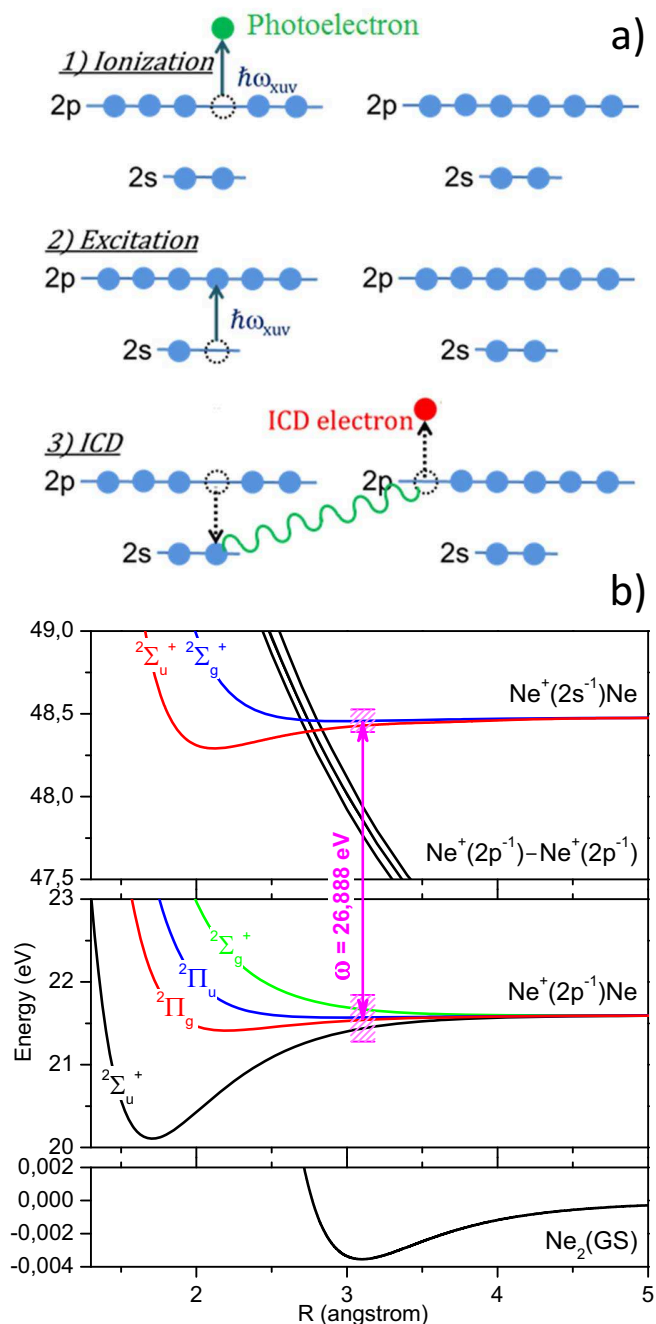 a)
Photoelectron
1) Ionization
ħω_xuv
2p 2p
2s 2s
2) Excitation
2p 2p
ħω_xuv
2s 2s
ICD electron
3) ICD
2p 2p
2s 2s
b)
49,0
²Σᵤ⁺ ²Σg⁺
Ne⁺(2s⁻¹)Ne
48,5
48,0
Ne⁺(2p⁻¹)−Ne⁺(2p⁻¹)
47,5
ω = 26,888 eV
23
²Σg⁺
²Πᵤ
Ne⁺(2p⁻¹)Ne
22
²Πg
21
²Σᵤ⁺
20
Energy (eV)
0,002
0,000
-0,002
Ne₂(GS)
-0,004
2 3 4 5
R (angstrom)